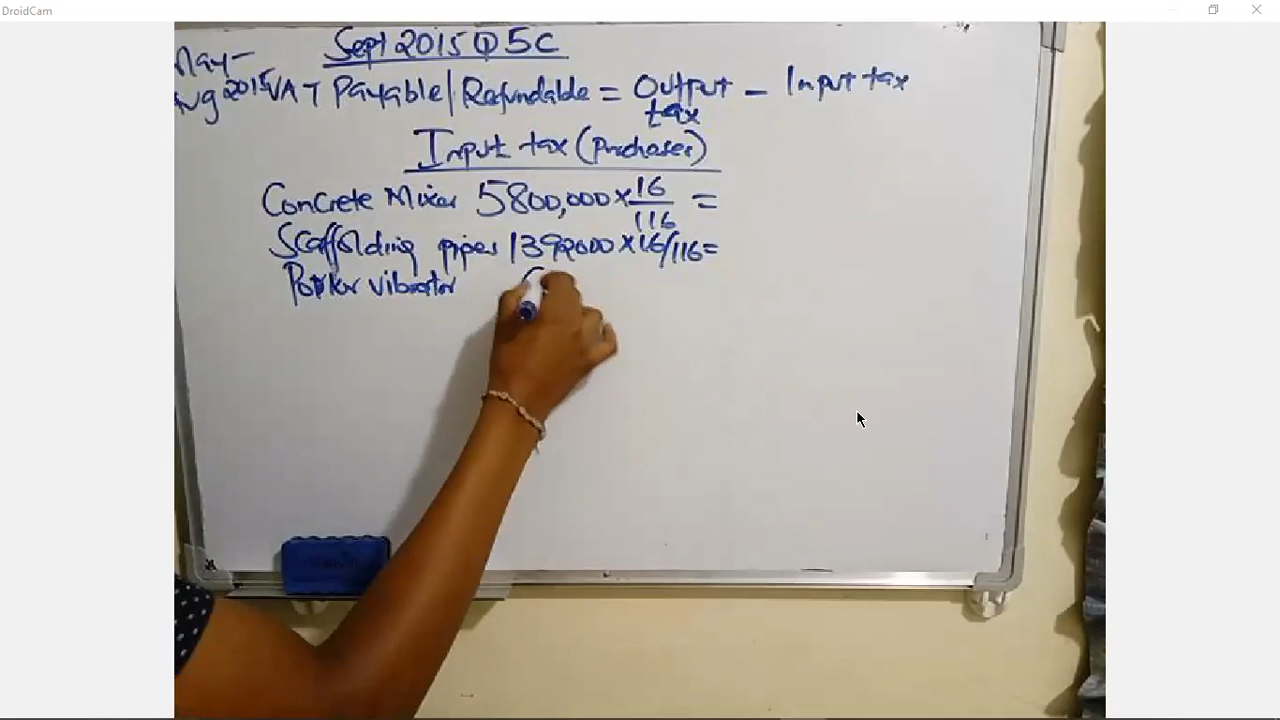 DroidCam
Sept 2015 Q5C
May-
Aug 2015 VAT Payable/Refundable = Output tax - Input tax
Input tax (Purchases)
Concrete Mixer 5800,000 x 16/116 =
Scaffolding pipes 1392000 x 16/116 =
Porker vibrator